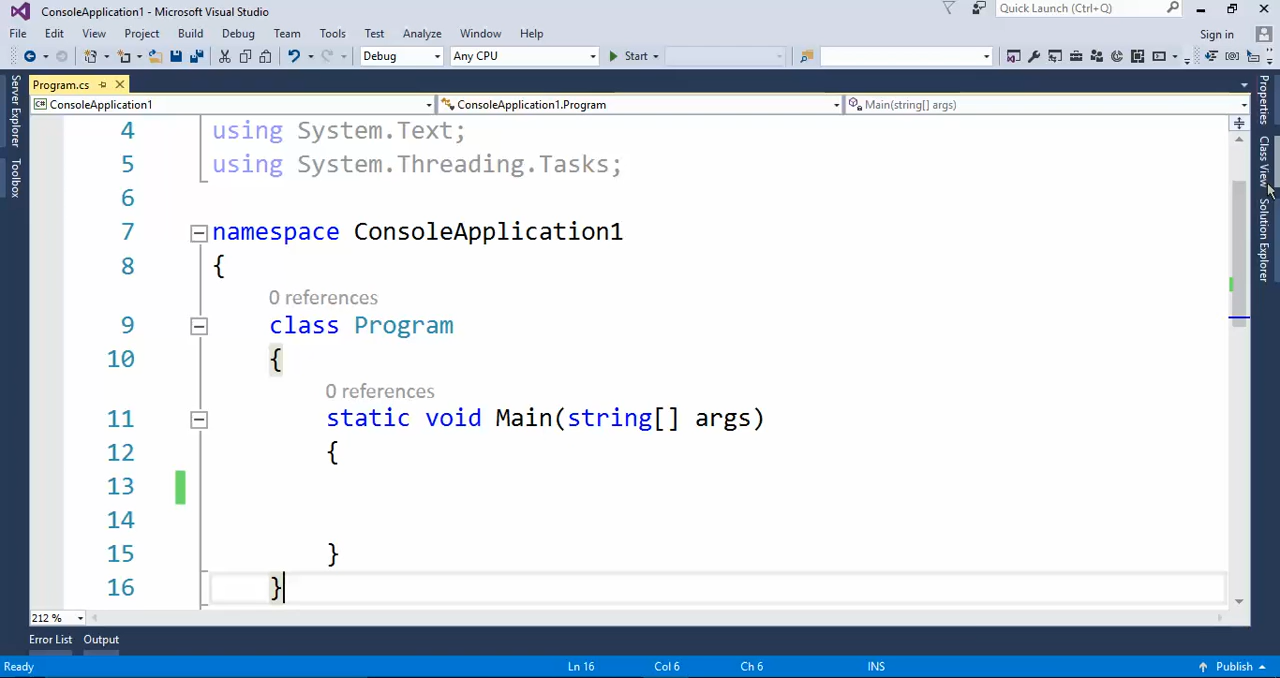 ConsoleApplication1 - Microsoft Visual Studio
Quick Launch (Ctrl+Q)
File Edit View Project Build Debug Team Tools Test Analyze Window Help
Sign in
Debug Any CPU Start
Program.cs
ConsoleApplication1 ConsoleApplication1.Program Main(string[] args)
Server Explorer
Toolbox
Properties
Class View
Solution Explorer
4 using System.Text;
5 using System.Threading.Tasks;
6
7 namespace ConsoleApplication1
8 {
0 references
9 class Program
10 {
0 references
11 static void Main(string[] args)
12 {
13
14
15 }
16 }
212 %
Error List Output
Ready Ln 16 Col 6 Ch 6 INS Publish